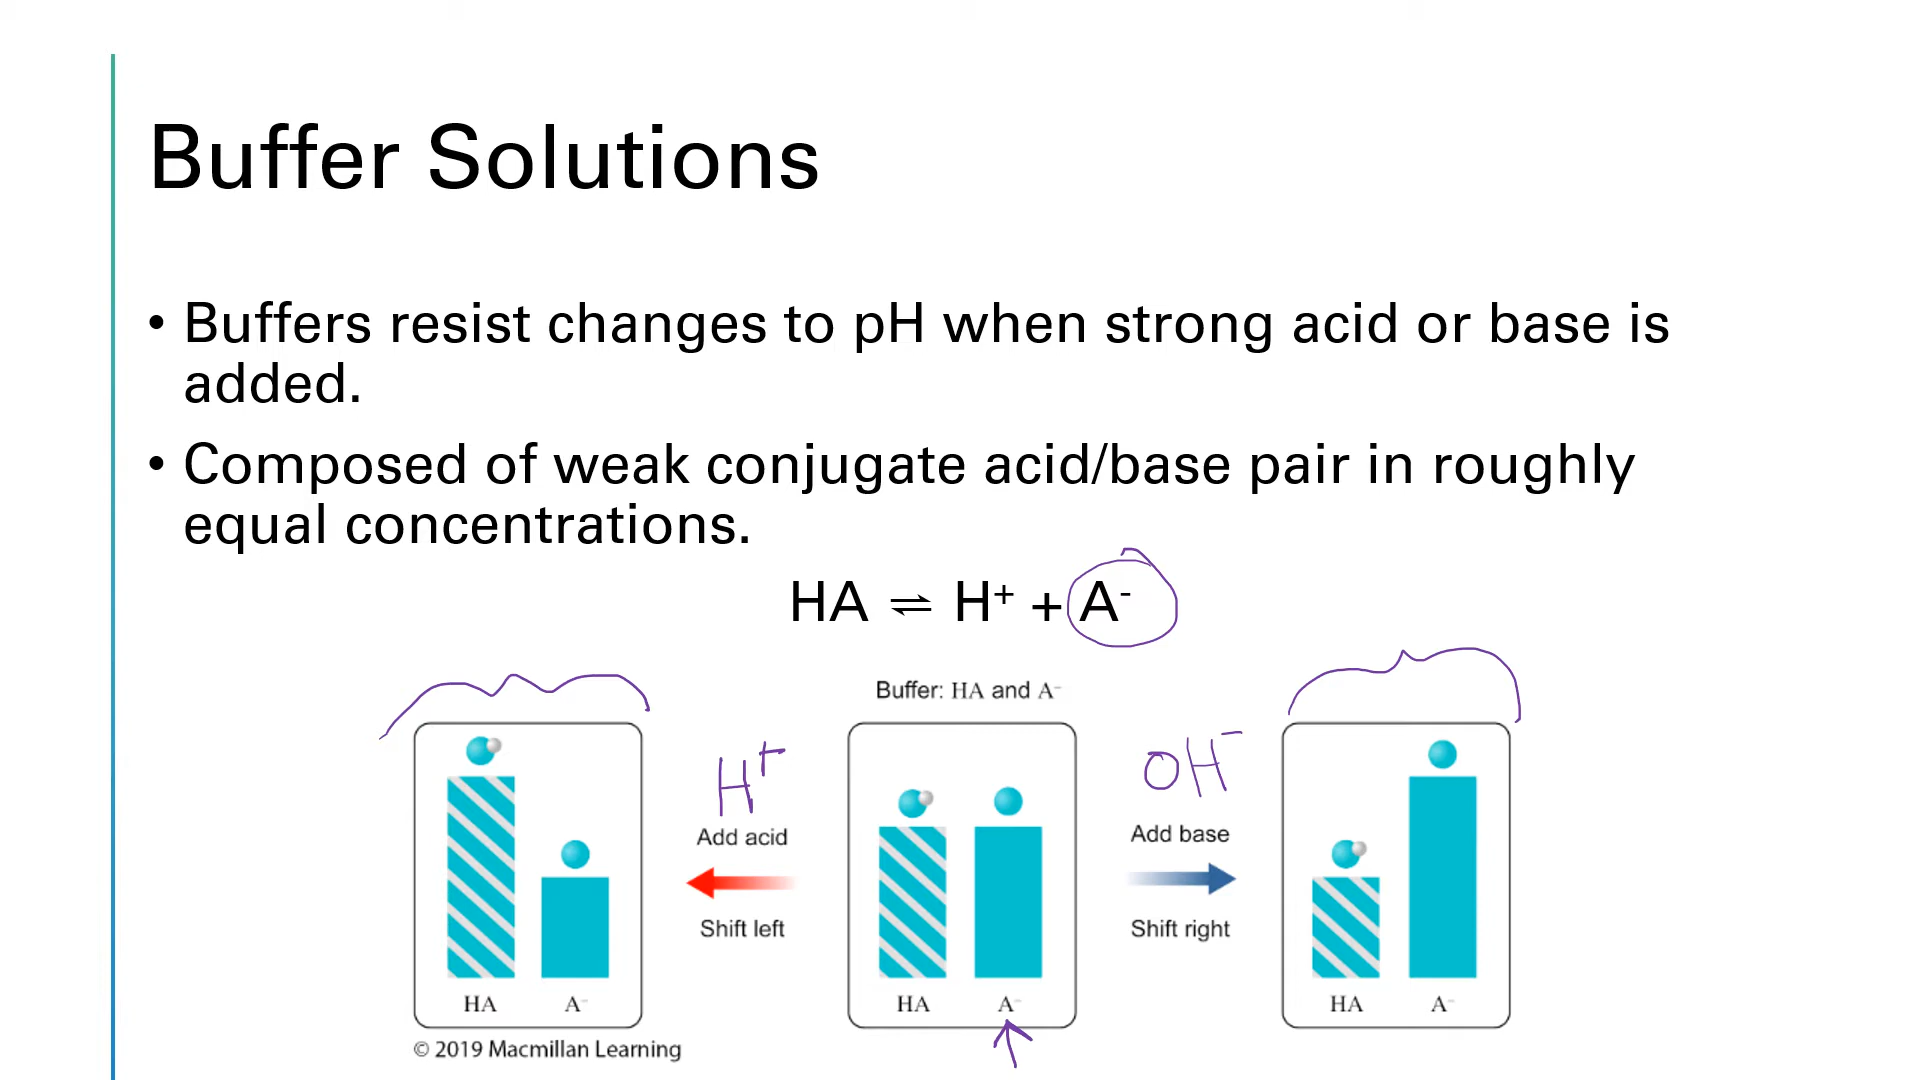 Buffer Solutions
• Buffers resist changes to pH when strong acid or base is
added.
• Composed of weak conjugate acid/base pair in roughly
equal concentrations.
HA ⇌ H⁺ + A⁻
Buffer: HA and A⁻
H⁺
OH⁻
Add acid
Add base
Shift left
Shift right
HA A⁻
HA A⁻
HA A⁻
© 2019 Macmillan Learning